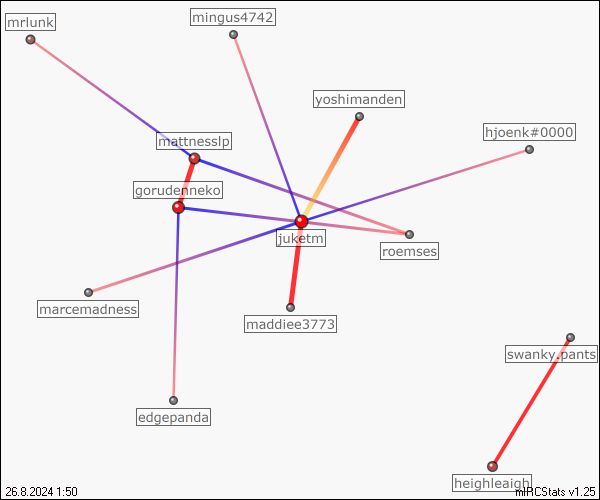 mrlunk
mingus4742
yoshimanden
hjoenk#0000
mattnesslp
gorudenneko
juketm
roemses
marcemadness
maddiee3773
swanky.pants
edgepanda
heighleaigh
26.8.2024 1:50
mIRCStats v1.25